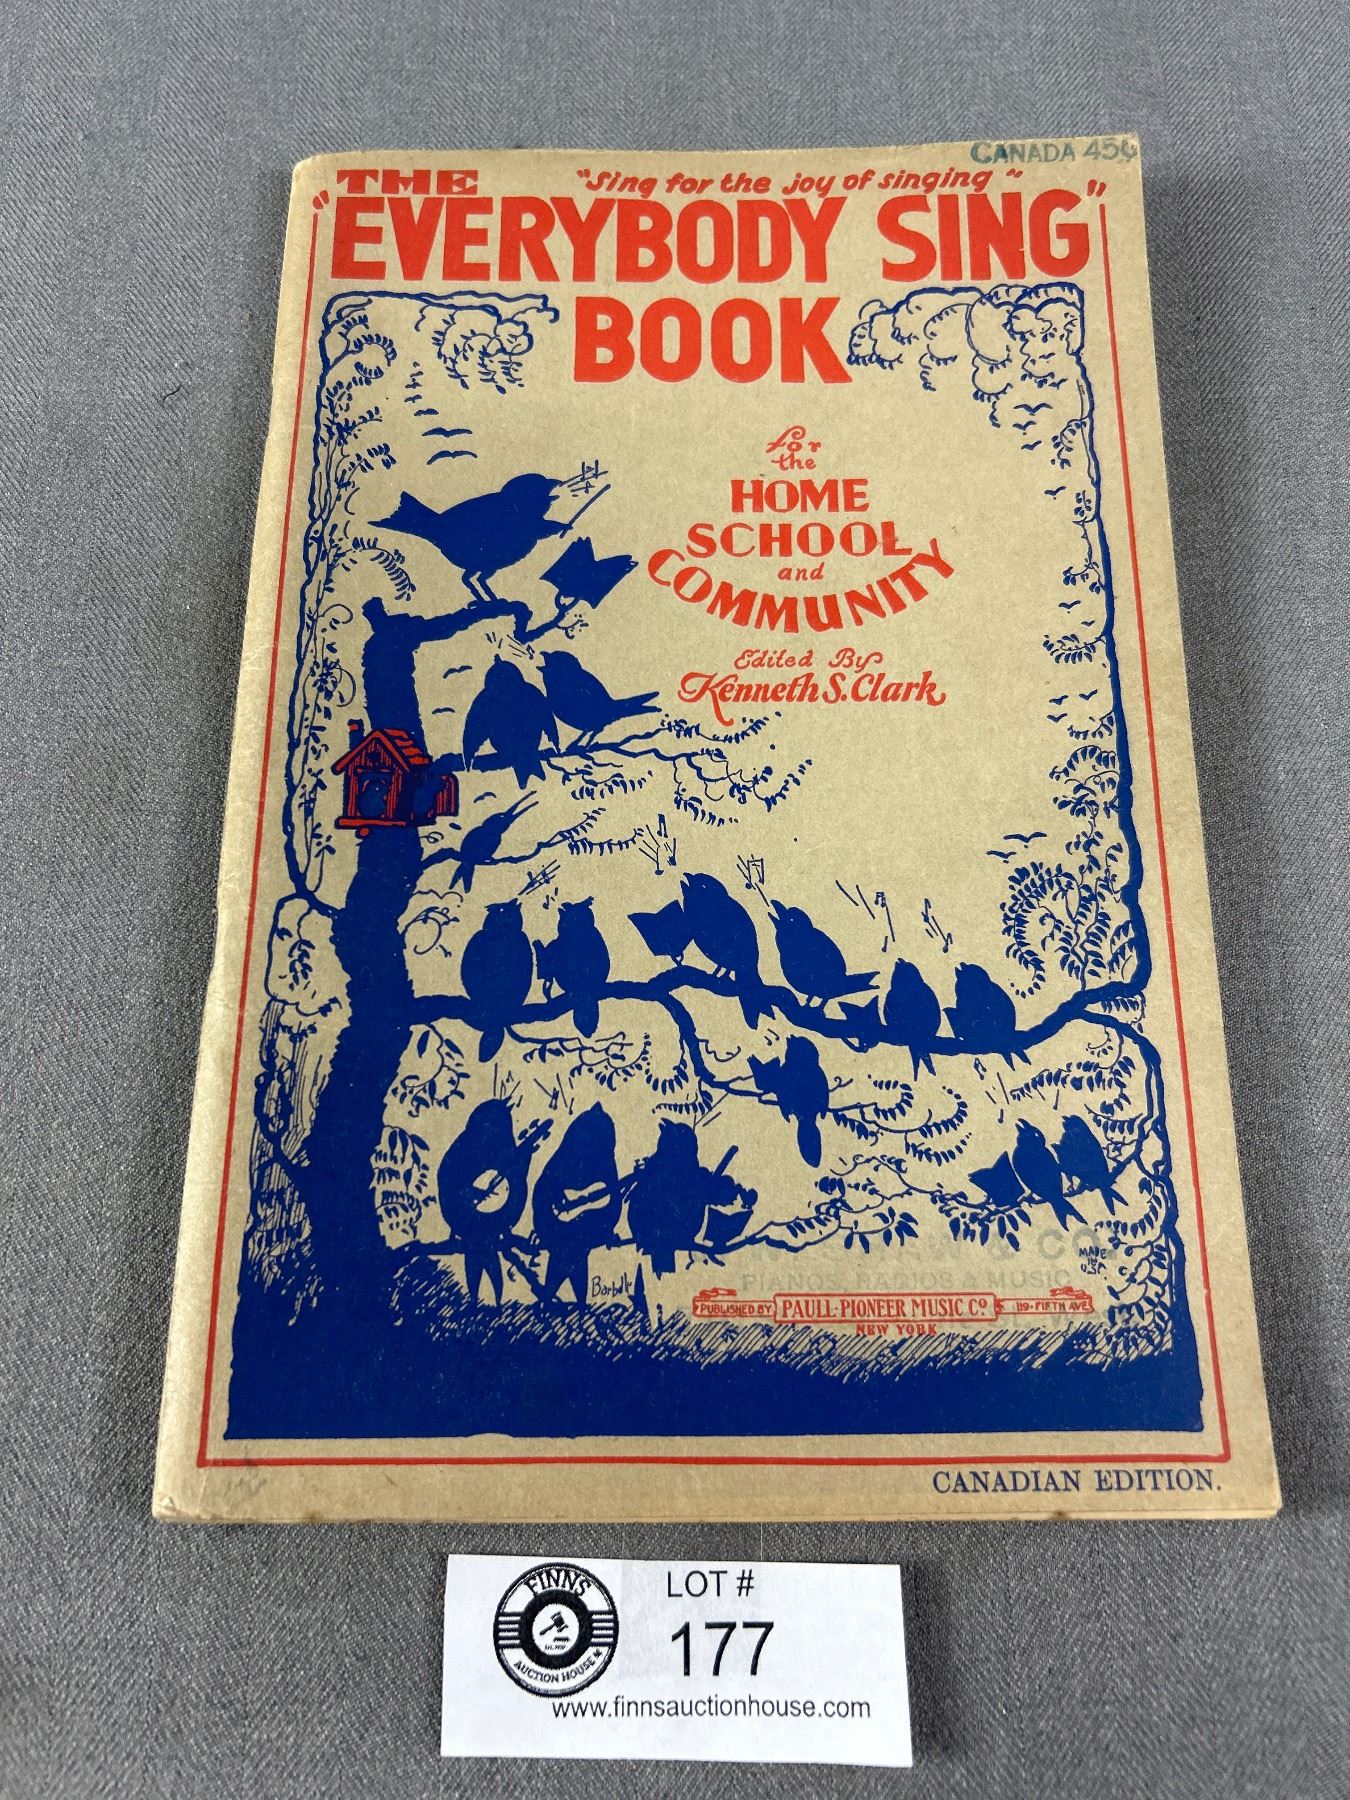 CANADA 45¢
THE "Sing for the joy of singing"
"EVERYBODY SING"
BOOK
for
the
HOME
SCHOOL
and
COMMUNITY
Edited By
Kenneth S. Clark
& CO.
MADE
IN
U.S.A.
PIANOS, RADIOS & MUSIC
PUBLISHED BY PAULL-PIONEER MUSIC Co 119-FIFTH AVE
NEW YORK
CANADIAN EDITION.
FINNS
AUCTION HOUSE
LOT #
177
www.finnsauctionhouse.com